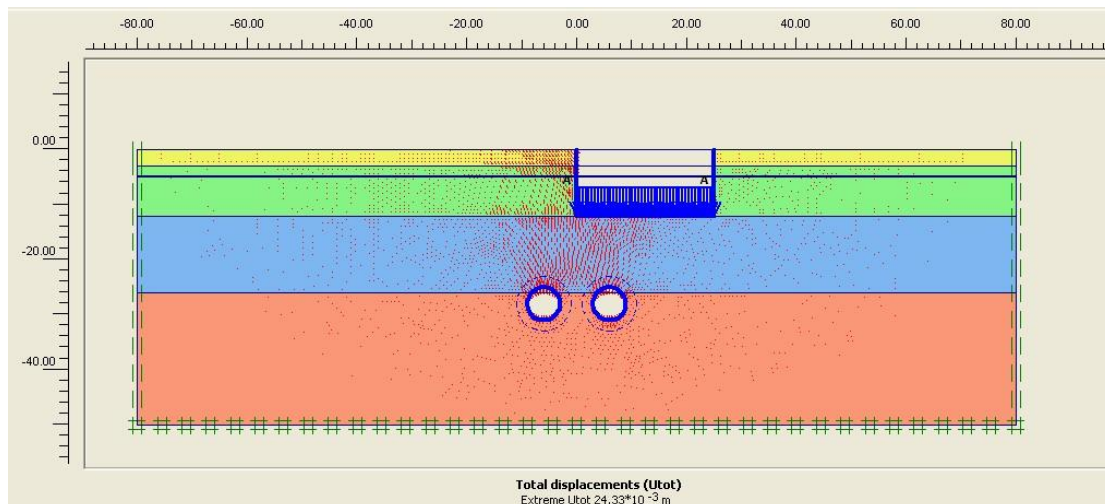 -80.00 -60.00 -40.00 -20.00 0.00 20.00 40.00 60.00 80.00
0.00
A A
-20.00
-40.00
Total displacements (Utot)
Extreme Utot 24.33*10 -3 m